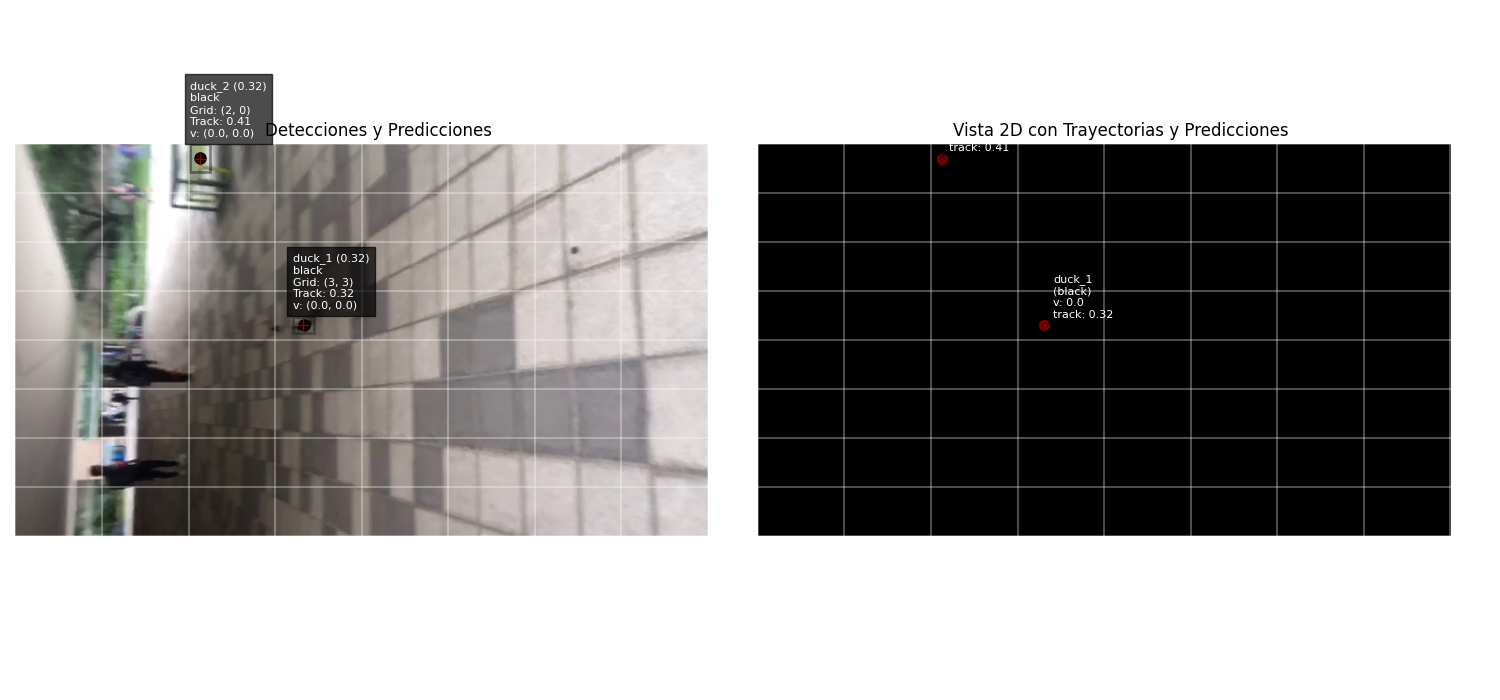 duck_2 (0.32)
black
Grid: (2, 0)
Track: 0.41
v: (0.0, 0.0)
Detecciones y Predicciones
duck_1 (0.32)
black
Grid: (3, 3)
Track: 0.32
v: (0.0, 0.0)
Vista 2D con Trayectorias y Predicciones
track: 0.41
duck_1
(black)
v: 0.0
track: 0.32